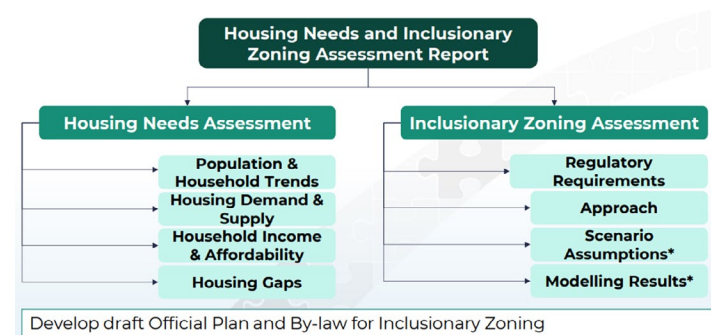 Housing Needs and Inclusionary
Zoning Assessment Report
Housing Needs Assessment
Population &
Household Trends
Housing Demand &
Supply
Household Income
& Affordability
Housing Gaps
Inclusionary Zoning Assessment
Regulatory
Requirements
Approach
Scenario
Assumptions*
Modelling Results*
Develop draft Official Plan and By-law for Inclusionary Zoning